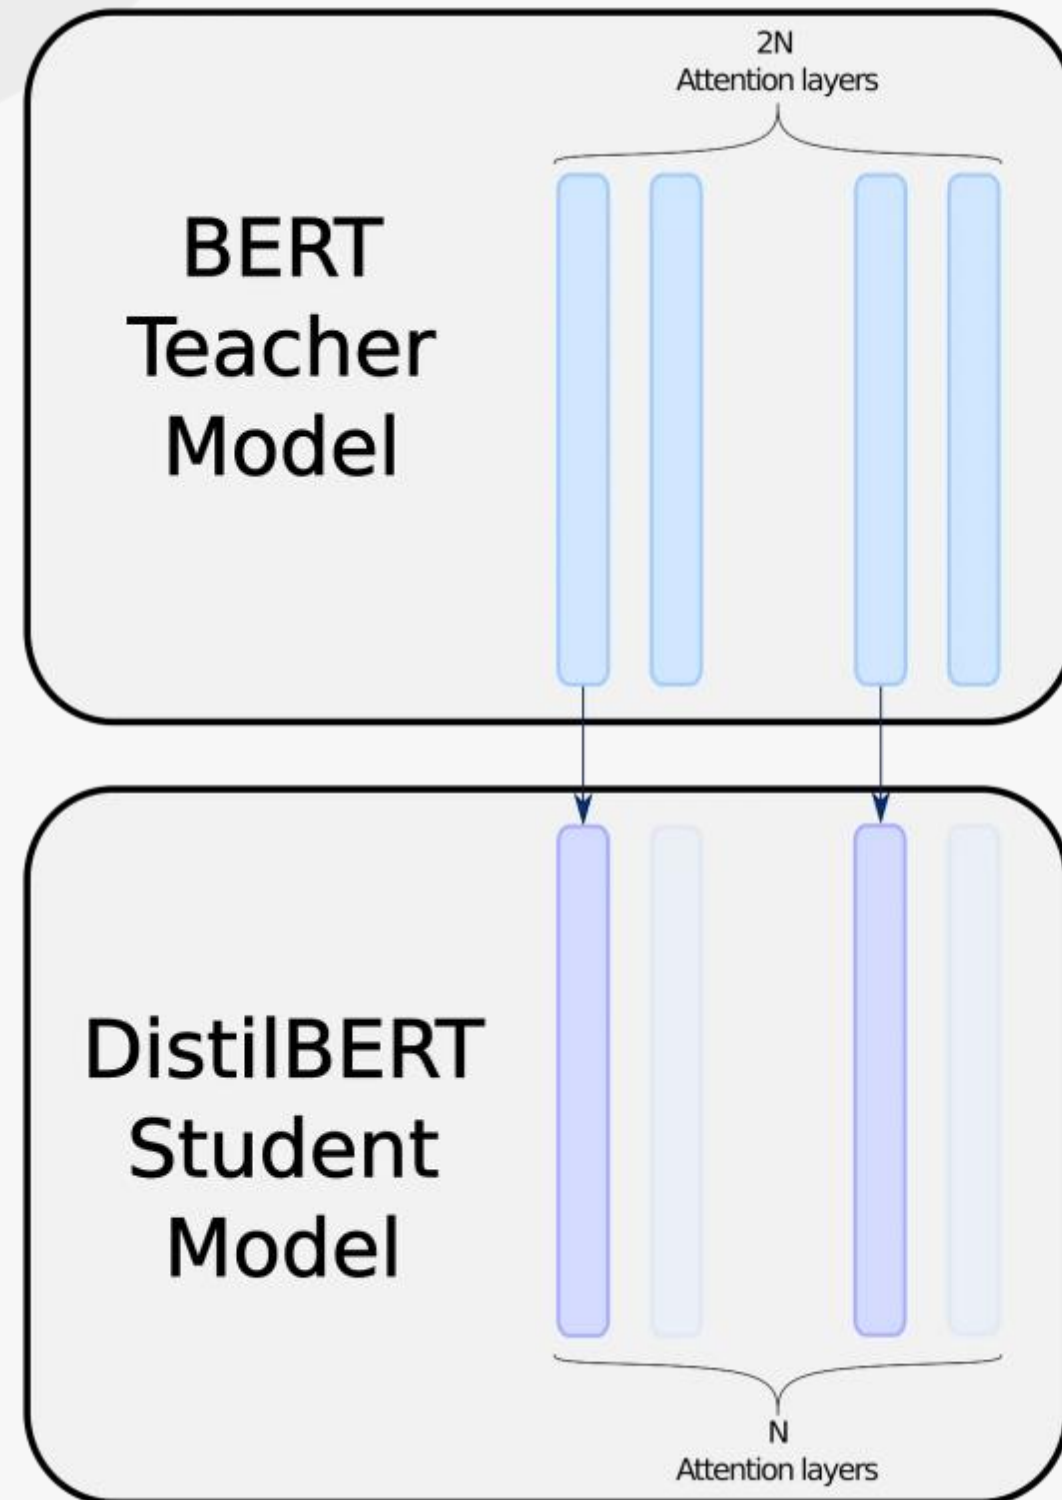 2N
Attention layers
BERT
Teacher
Model
DistilBERT
Student
Model
N
Attention layers